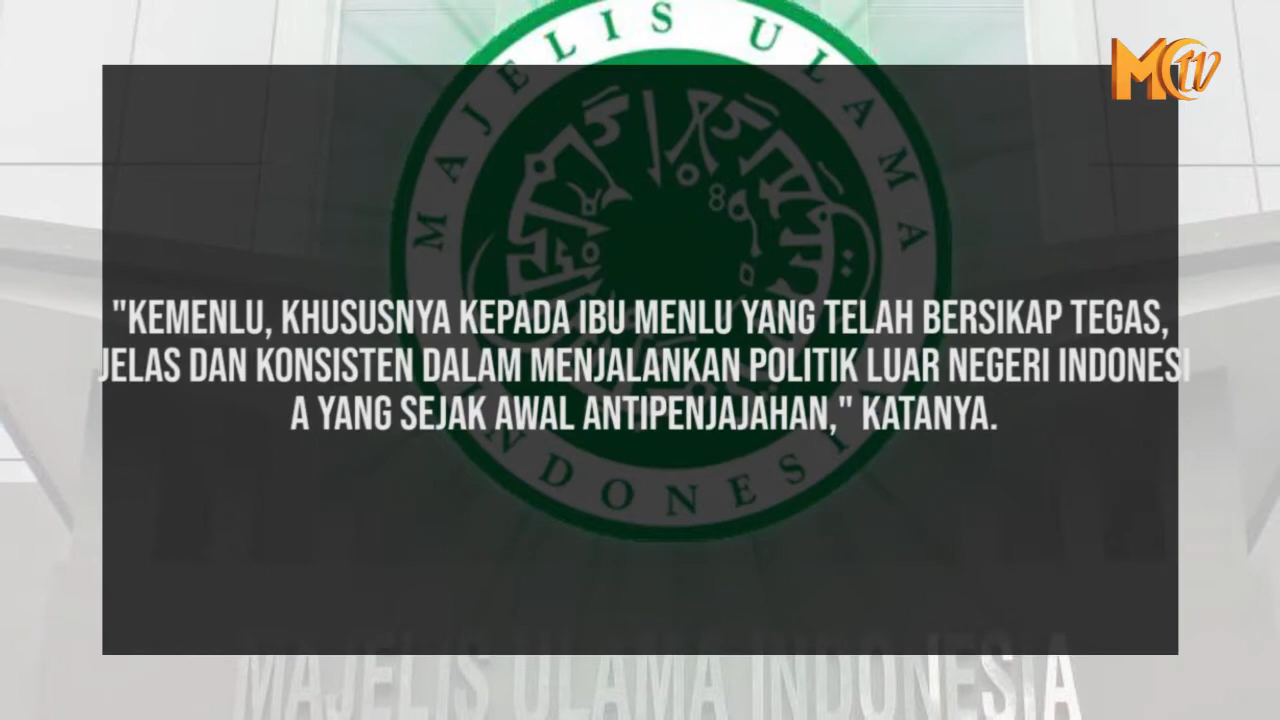 MAJELIS ULAMA
MCTV
"KEMENLU, KHUSUSNYA KEPADA IBU MENLU YANG TELAH BERSIKAP TEGAS,
JELAS DAN KONSISTEN DALAM MENJALANKAN POLITIK LUAR NEGERI INDONESI
A YANG SEJAK AWAL ANTIPENJAJAHAN," KATANYA.
INDONESIA
MAJELIS ULAMA INDONESIA